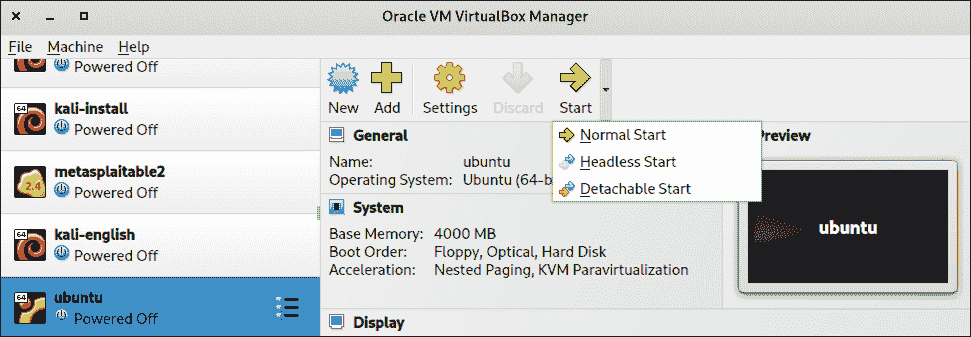 Oracle VM VirtualBox Manager
File Machine Help
Powered Off
64
kali-install
Powered Off
2.4
metasplaitable2
Powered Off
64
kali-english
Powered Off
64
ubuntu
Powered Off
New Add Settings Discard Start
Normal Start
Headless Start
Detachable Start
General
Name: ubuntu
Operating System: Ubuntu (64-b
System
Base Memory: 4000 MB
Boot Order: Floppy, Optical, Hard Disk
Acceleration: Nested Paging, KVM Paravirtualization
Display
Preview
ubuntu